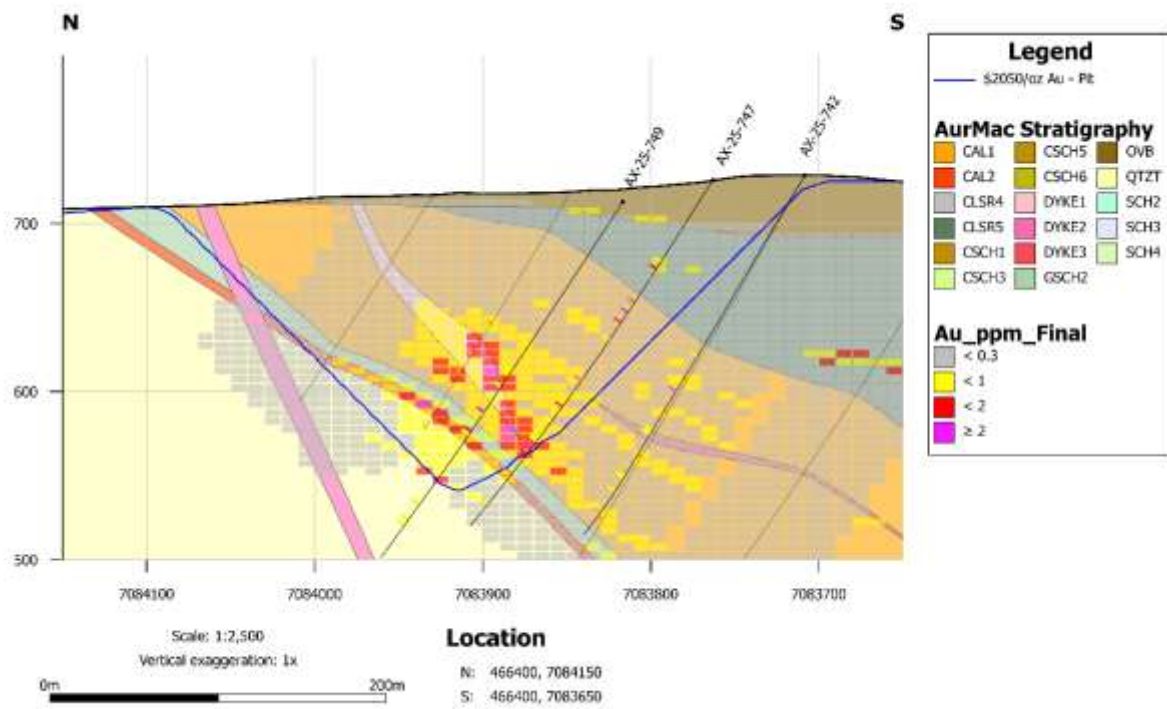 N
S
AX-25-749
AX-25-747
AX-25-742
700
600
500
7084100
7084000
7083900
7083800
7083700
Scale: 1:2,500
Vertical exaggeration: 1x
0m
200m
Location
N: 466400, 7084150
S: 466400, 7083650
Legend
$2050/oz Au - Pit
AurMac Stratigraphy
CAL1
CAL2
CLSR4
CLSR5
CSCH1
CSCH3
CSCH5
CSCH6
DYKE1
DYKE2
DYKE3
GSCH2
OVB
QTZT
SCH2
SCH3
SCH4
Au_ppm_Final
< 0.3
< 1
< 2
≥ 2